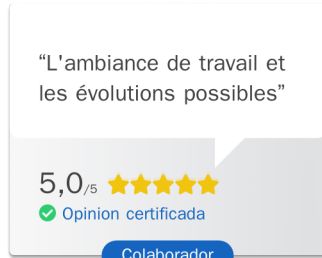 “L'ambiance de travail et
les évolutions possibles”
5,0/5
Opinion certificada
Colaborador